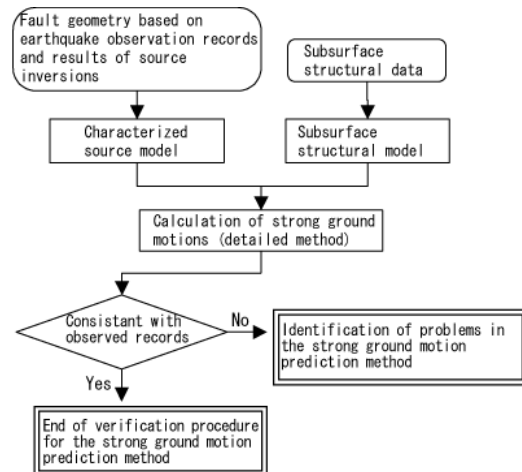 Fault geometry based on
earthquake observation records
and results of source
inversions
Subsurface
structural data
Characterized
source model
Subsurface
structural model
Calculation of strong ground
motions (detailed method)
Consistant with
observed records
No
Identification of problems in
the strong ground motion
prediction method
Yes
End of verification procedure
for the strong ground motion
prediction method